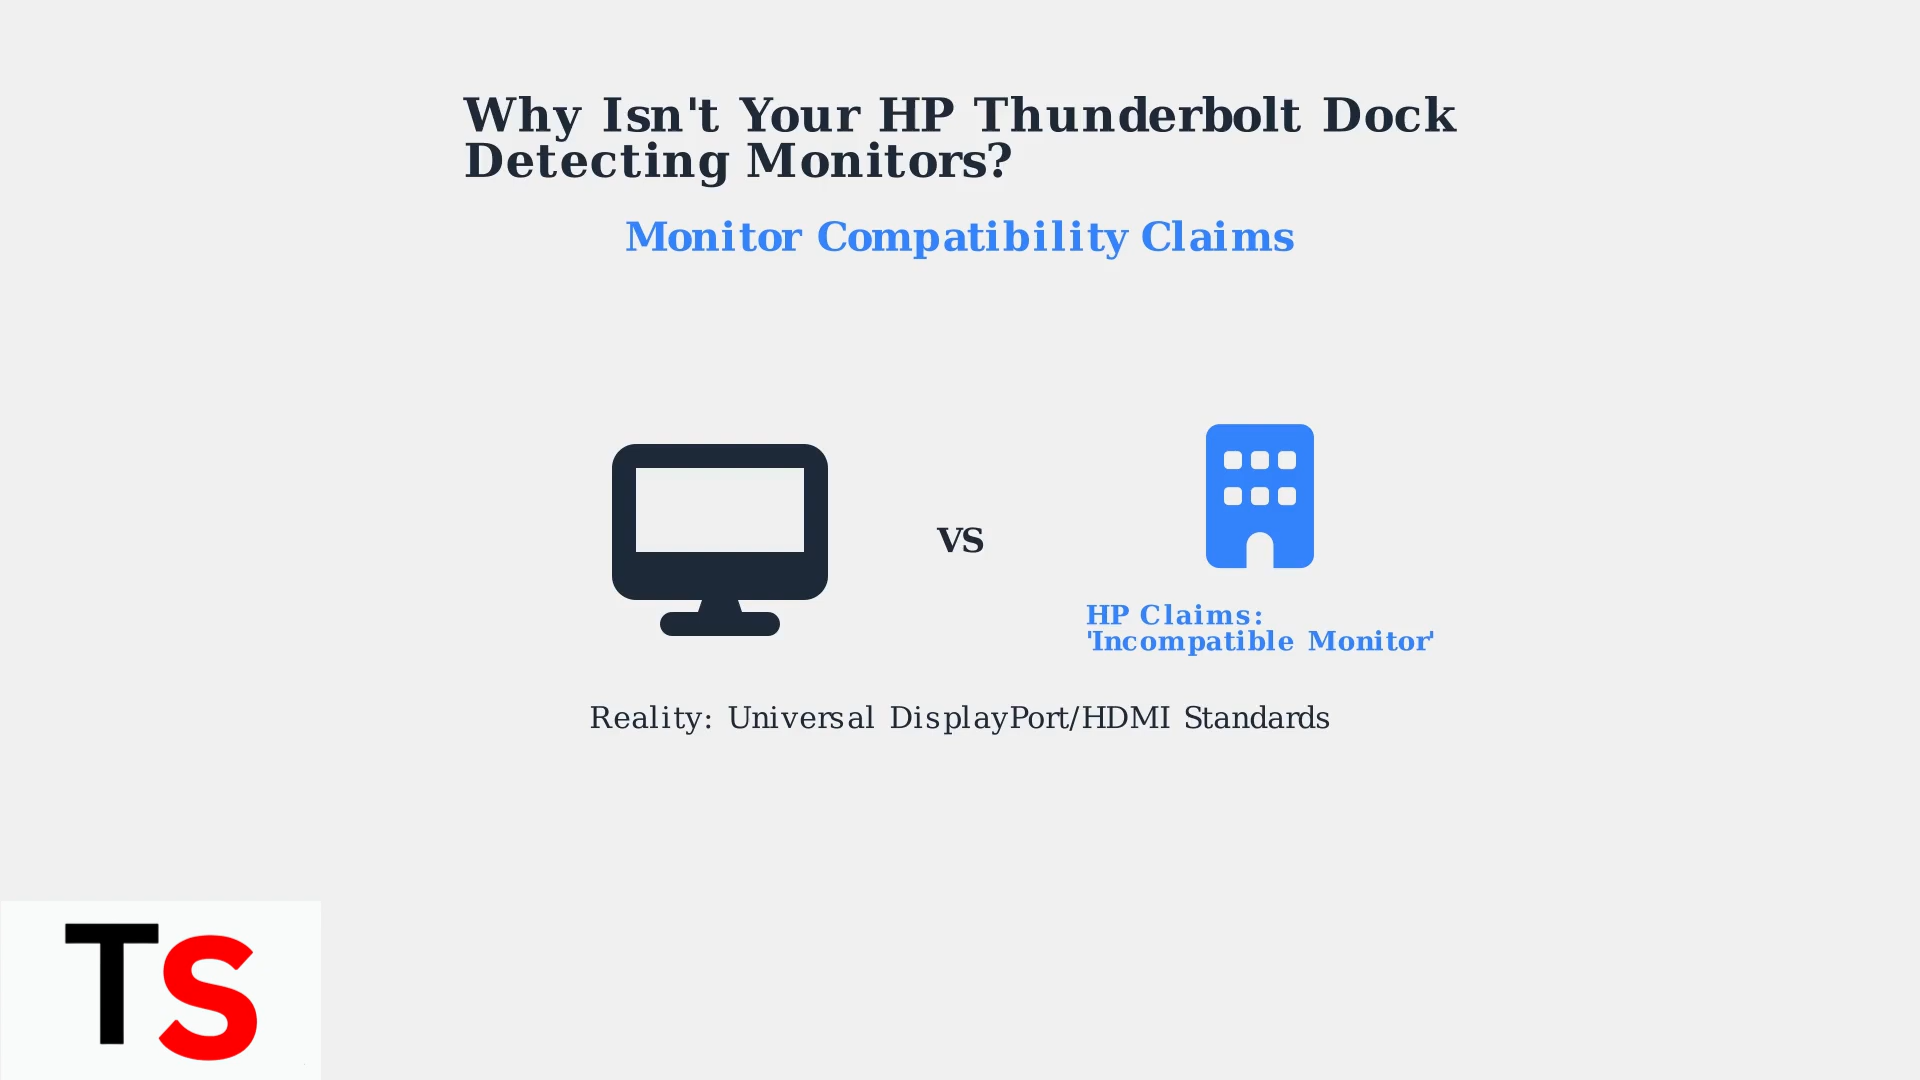 Why Isn't Your HP Thunderbolt Dock
Detecting Monitors?
Monitor Compatibility Claims
VS
HP Claims:
'Incompatible Monitor'
Reality: Universal DisplayPort/HDMI Standards
TS